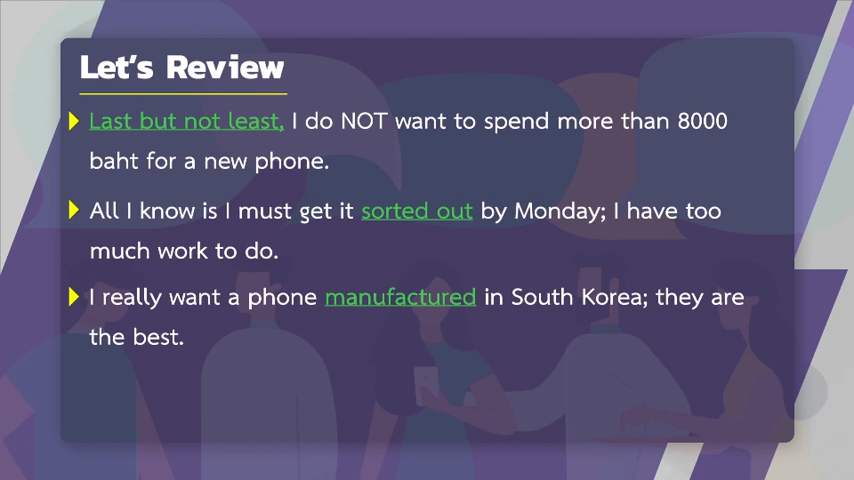 Let's Review
Last but not least, I do NOT want to spend more than 8000
baht for a new phone.
All I know is I must get it sorted out by Monday; I have too
much work to do.
I really want a phone manufactured in South Korea; they are
the best.